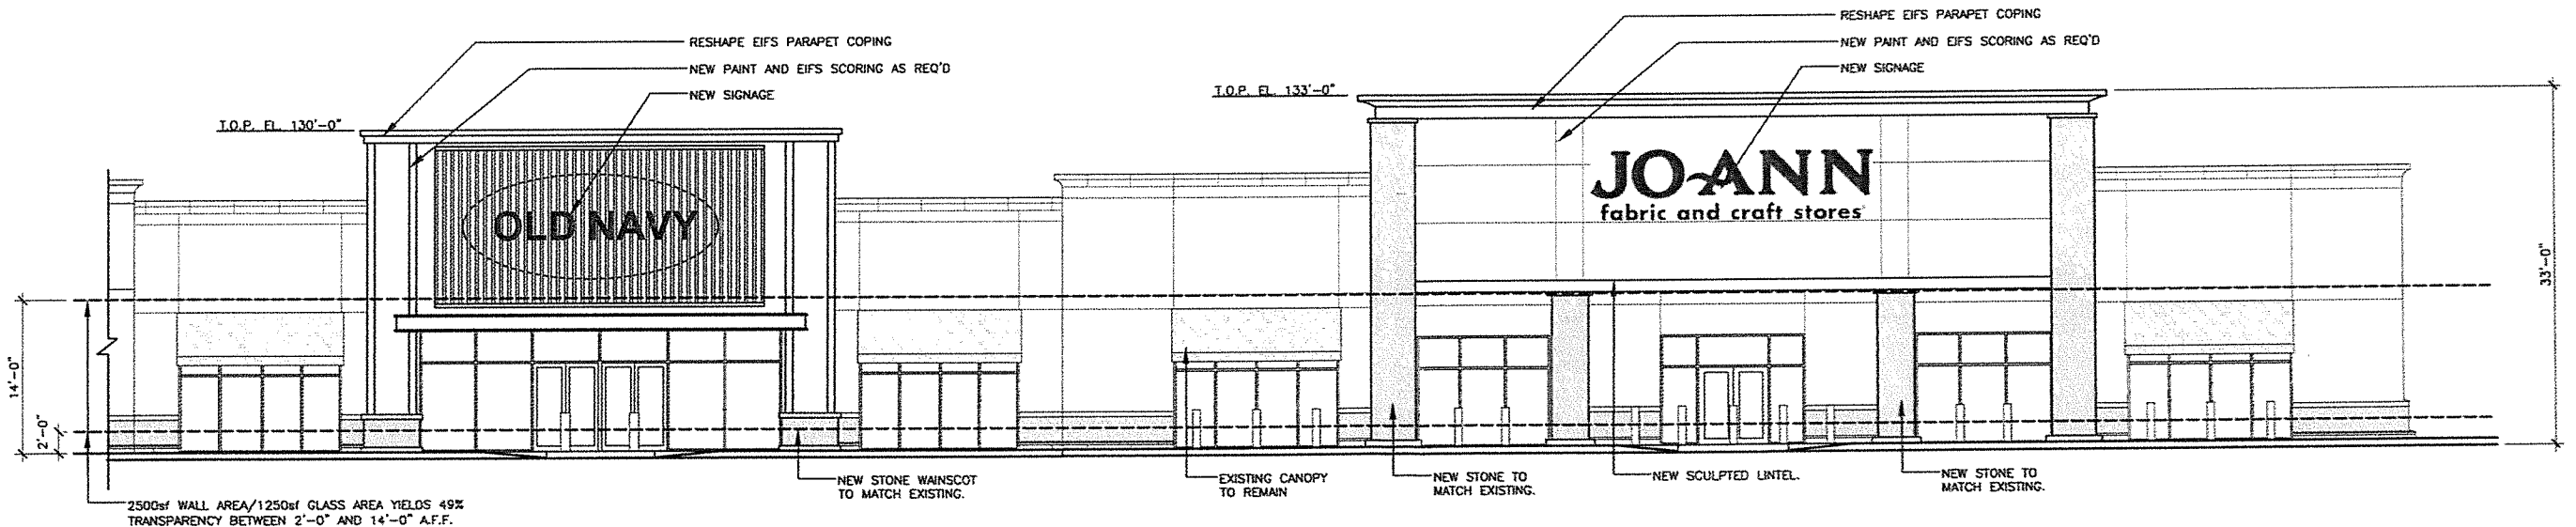 RESHAPE EIFS PARAPET COPING
NEW PAINT AND EIFS SCORING AS REQ'D
NEW SIGNAGE
T.O.P. EL. 130'-0"
OLD NAVY
14'-0"
2'-0"
2500sf WALL AREA/1250sf GLASS AREA YIELDS 49%
TRANSPARENCY BETWEEN 2'-0" AND 14'-0" A.F.F.
NEW STONE WAINSCOT
TO MATCH EXISTING.
RESHAPE EIFS PARAPET COPING
NEW PAINT AND EIFS SCORING AS REQ'D
NEW SIGNAGE
T.O.P. EL. 133'-0"
JO-ANN
fabric and craft stores
33'-0"
EXISTING CANOPY
TO REMAIN
NEW STONE TO
MATCH EXISTING.
NEW SCULPTED LINTEL.
NEW STONE TO
MATCH EXISTING.